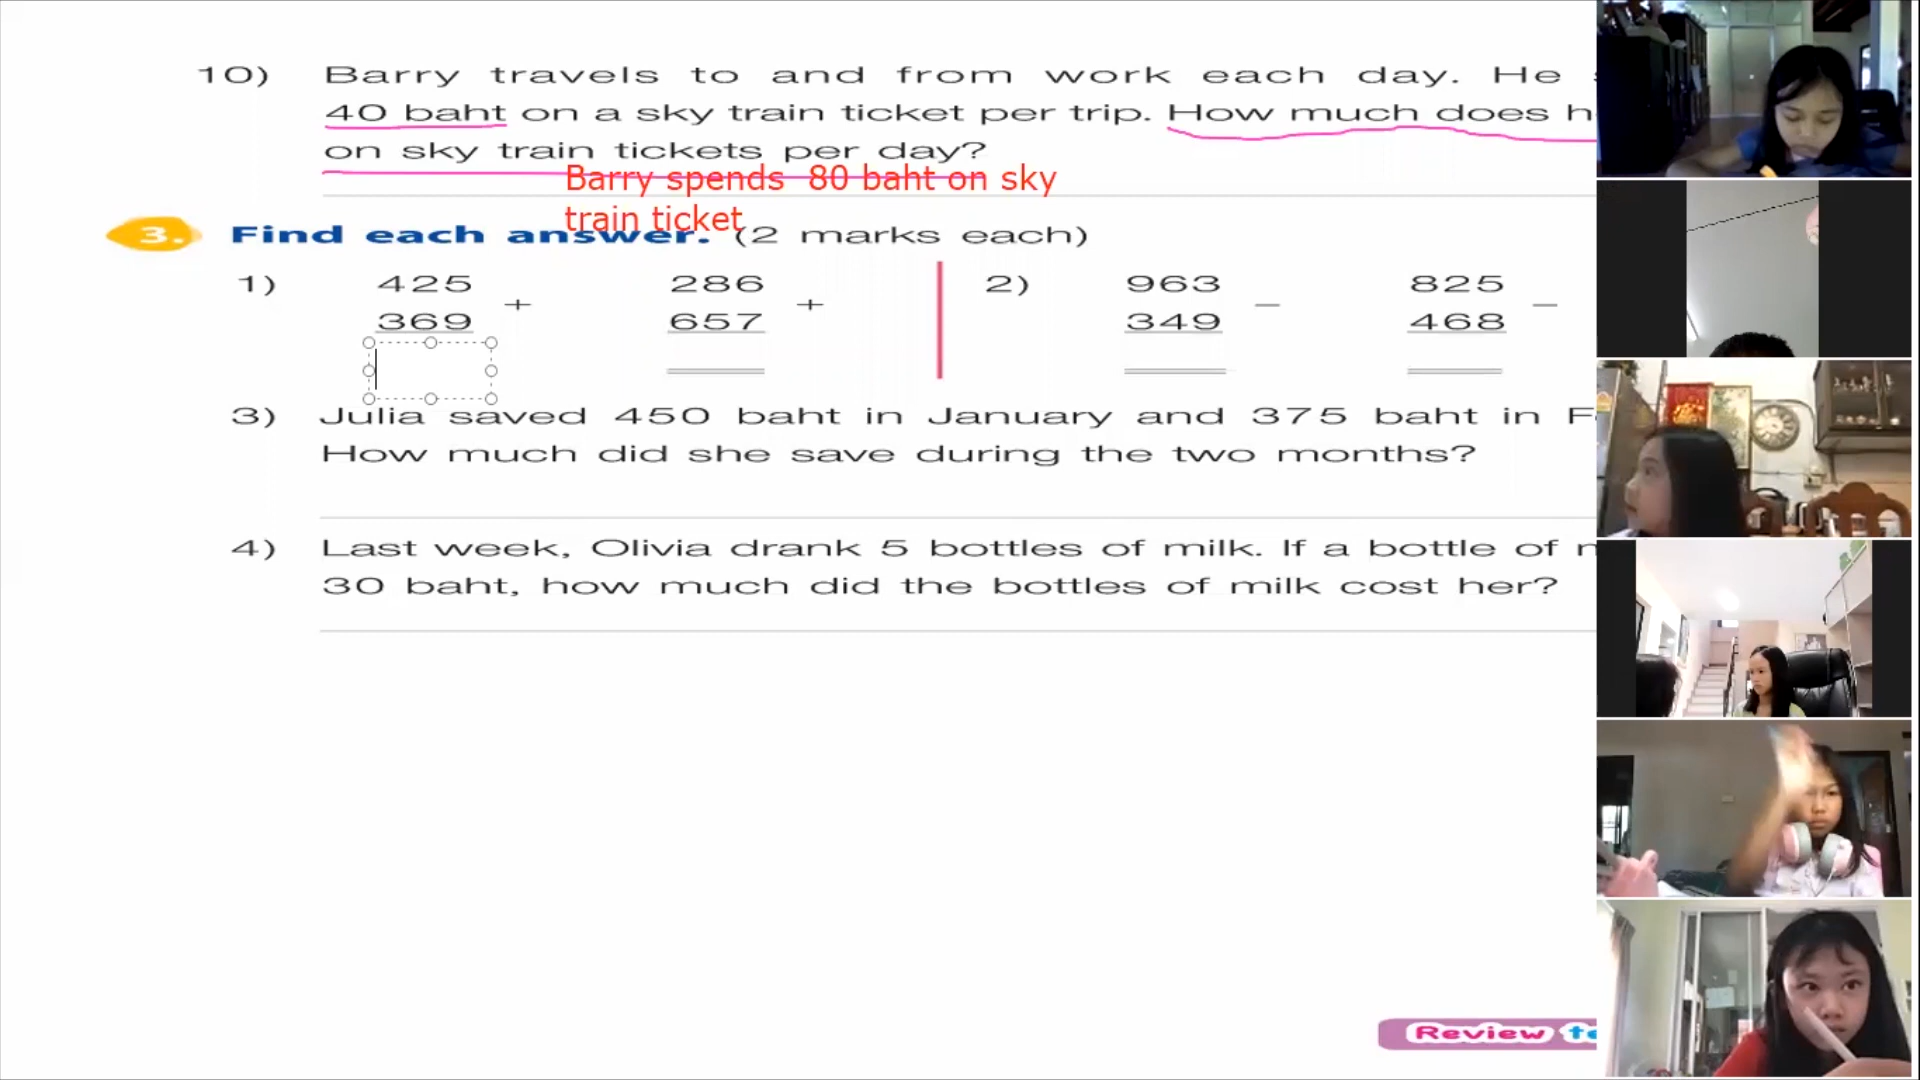 10) Barry travels to and from work each day. He
40 baht on a sky train ticket per trip. How much does
on sky train tickets per day?
Barry spends 80 baht on sky
train ticket
3. Find each answer. (2 marks each)
1) 425 + 286 + 2) 963 − 825 −
369 657 349 468
3) Julia saved 450 baht in January and 375 baht in
How much did she save during the two months?
4) Last week, Olivia drank 5 bottles of milk. If a bottle of
30 baht, how much did the bottles of milk cost her?
Review